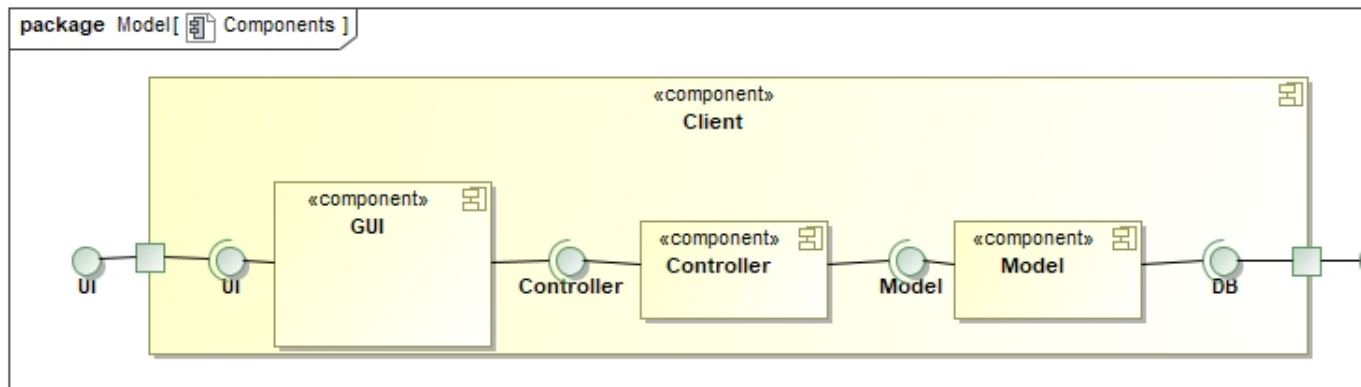 package Model[ Components ]
«component»
Client
«component»
GUI
«component»
Controller
«component»
Model
UI
UI
Controller
Model
DB